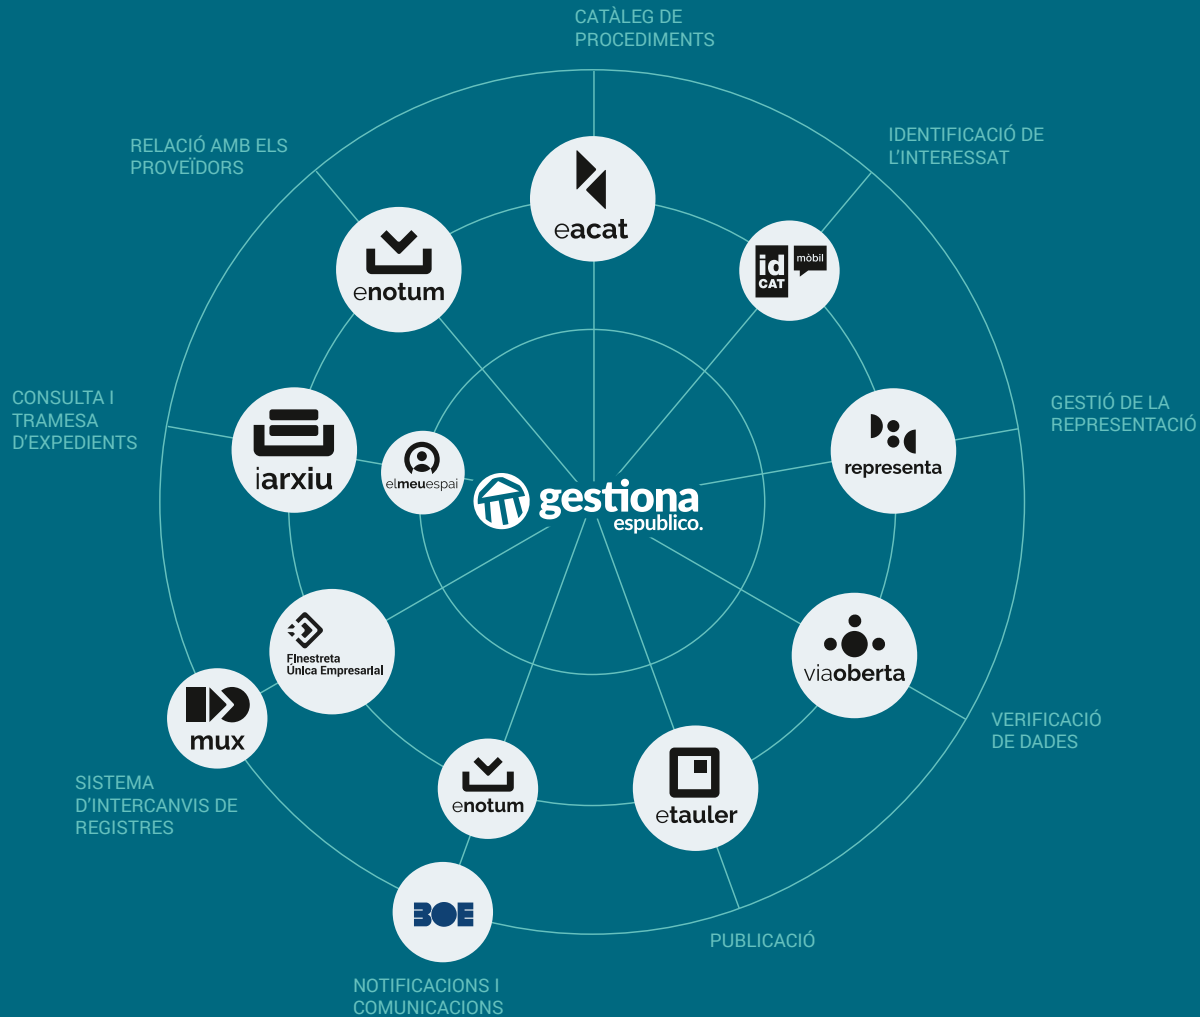 CATÀLEG DE
PROCEDIMENTS
IDENTIFICACIÓ DE
L'INTERESSAT
RELACIÓ AMB ELS
PROVEÏDORS
eacat
enotum
id
CAT
mòbil
CONSULTA I
TRAMESA
D'EXPEDIENTS
GESTIÓ DE LA
REPRESENTACIÓ
iarxiu
elmeuespai
representa
gestiona
espublico.
Finestreta
Única Empresarial
viaoberta
mux
VERIFICACIÓ
DE DADES
SISTEMA
D'INTERCANVIS DE
REGISTRES
enotum
etauler
BOE
PUBLICACIÓ
NOTIFICACIONS I
COMUNICACIONS